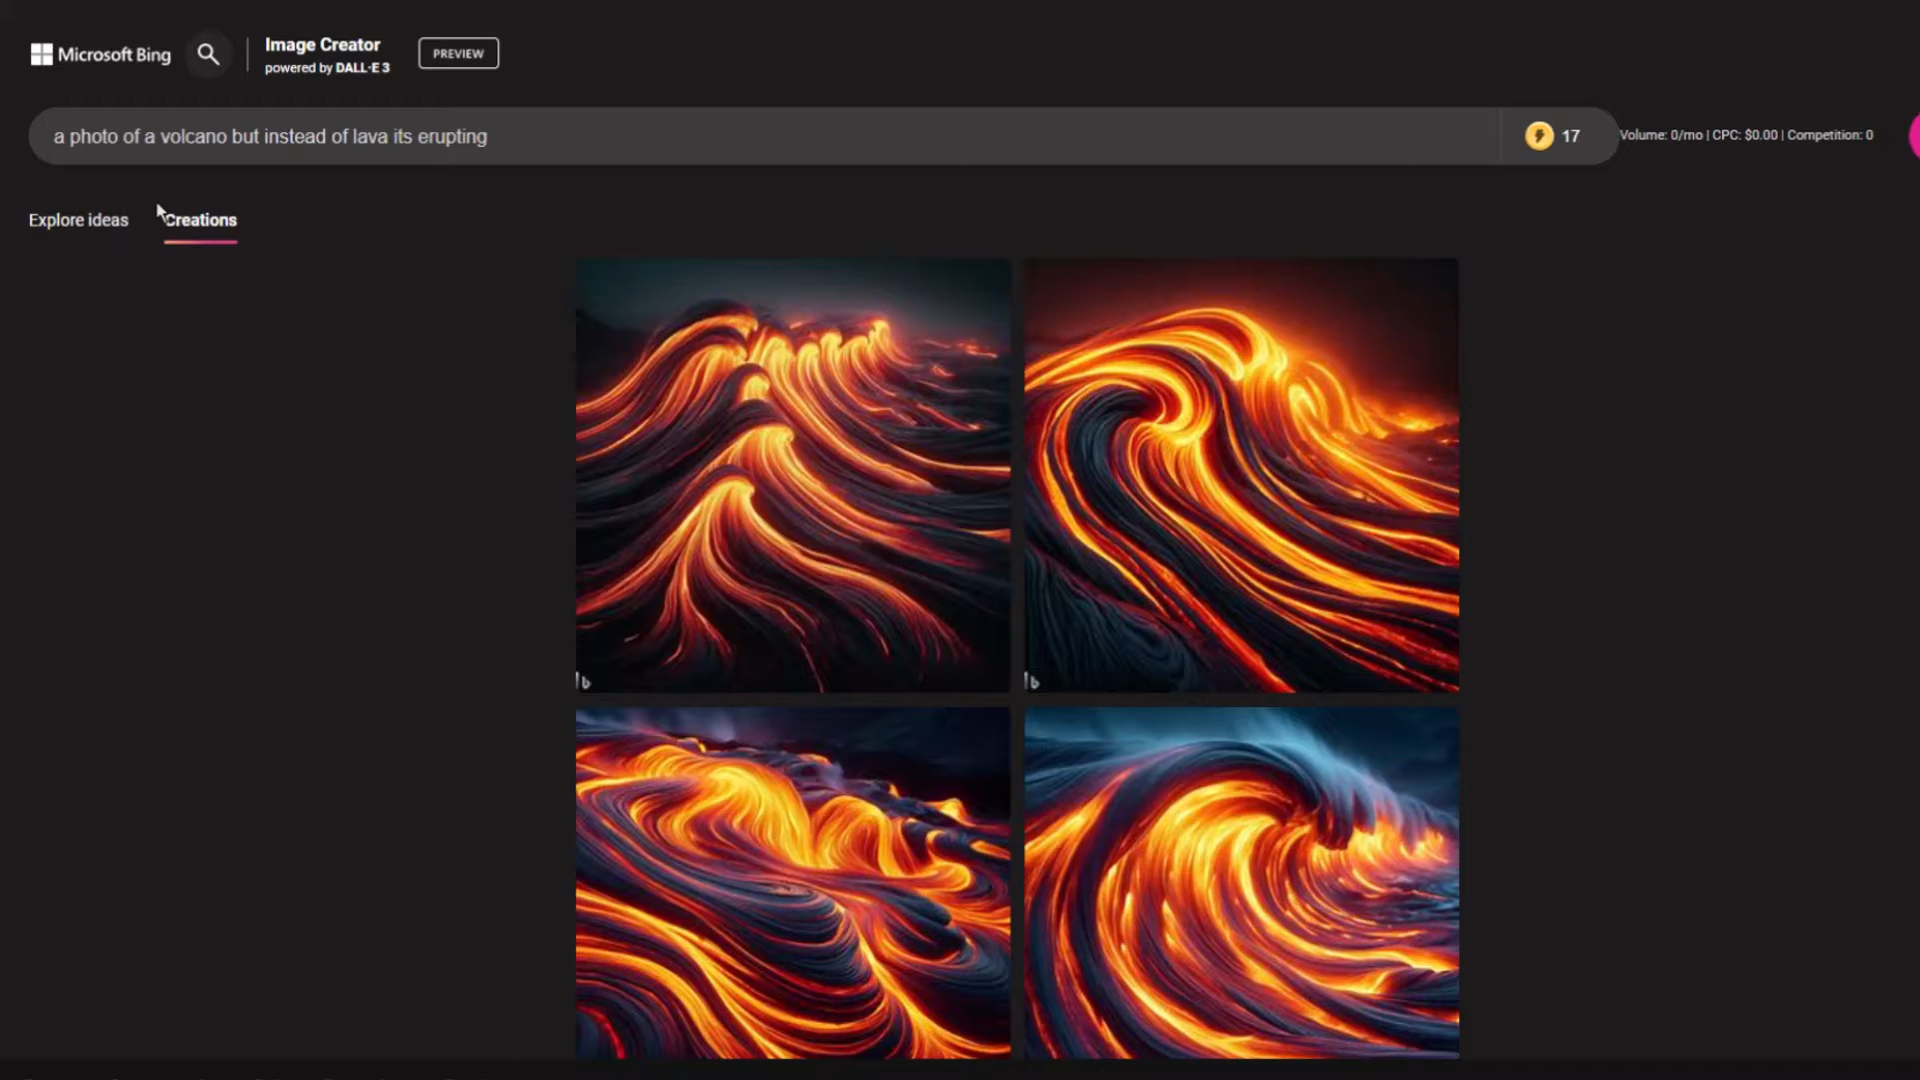 Microsoft Bing
Image Creator
powered by DALL·E 3
PREVIEW
a photo of a volcano but instead of lava its erupting
17
Volume: 0/mo | CPC: $0.00 | Competition: 0
Explore ideas
Creations